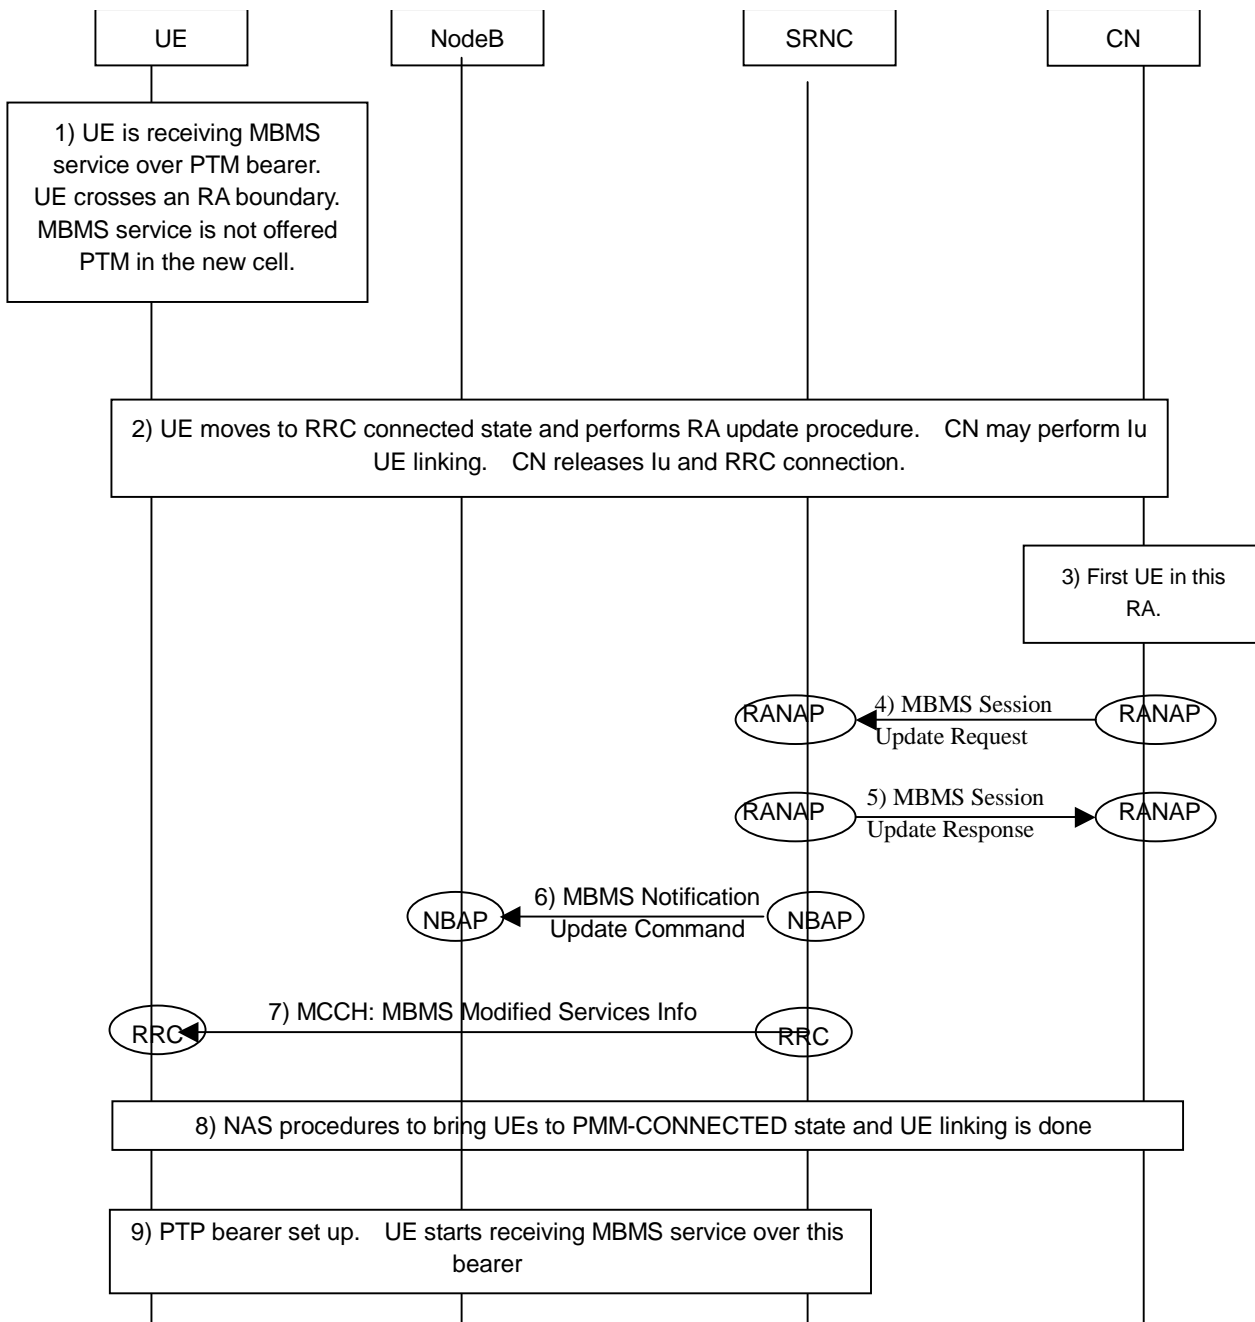 UE NodeB SRNC CN
1) UE is receiving MBMS
service over PTM bearer.
UE crosses an RA boundary.
MBMS service is not offered
PTM in the new cell.
2) UE moves to RRC connected state and performs RA update procedure. CN may perform Iu
UE linking. CN releases Iu and RRC connection.
3) First UE in this
RA.
RANAP 4) MBMS Session RANAP
Update Request
RANAP 5) MBMS Session RANAP
Update Response
NBAP 6) MBMS Notification NBAP
Update Command
7) MCCH: MBMS Modified Services Info
RRC RRC
8) NAS procedures to bring UEs to PMM-CONNECTED state and UE linking is done
9) PTP bearer set up. UE starts receiving MBMS service over this
bearer